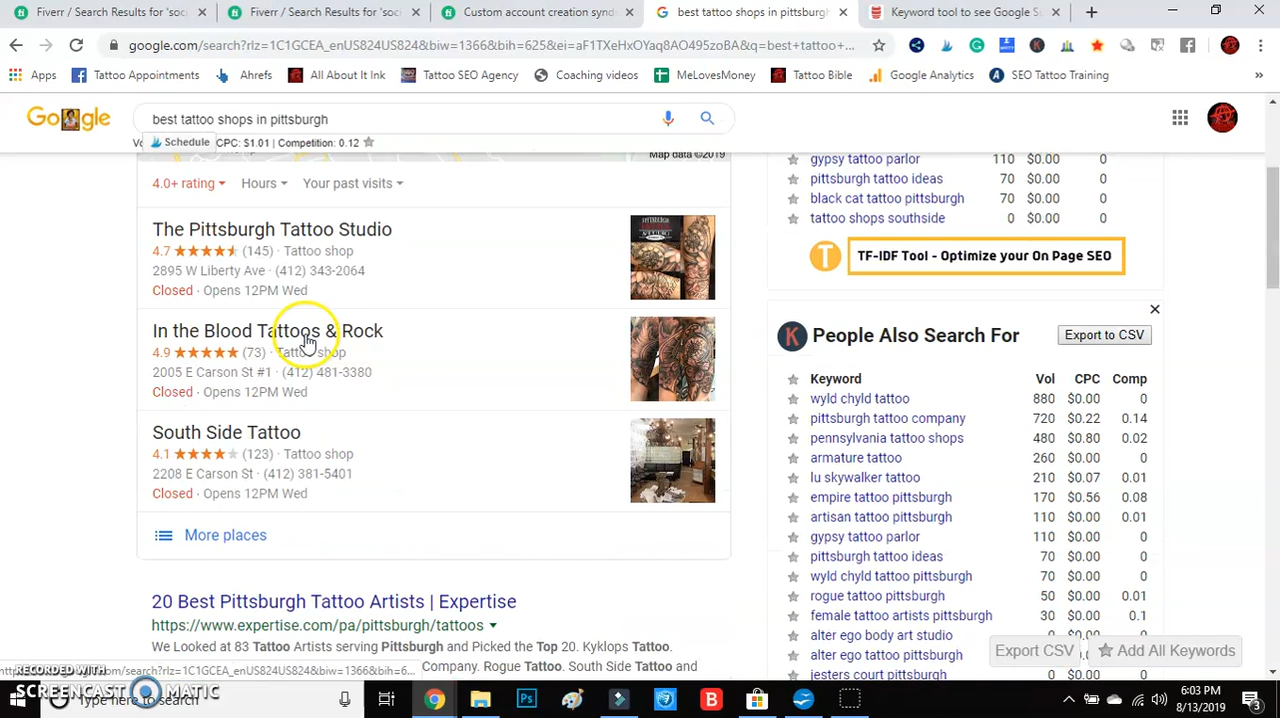 Fiverr / Search Results for 'soc
Fiverr / Search Results for 'soc
Custom account creation synd
best tattoo shops in pittsburgh
Keyword tool to see Google S
google.com/search?rlz=1C1GCEA_enUS824US824&biw=1366&bih=625&ei=aF1TXeHxOYaq8AO495zoBA&q=best+tattoo+...
Apps
Tattoo Appointments
Ahrefs
All About It Ink
Tattoo SEO Agency
Coaching videos
MeLovesMoney
Tattoo Bible
Google Analytics
SEO Tattoo Training
»
Google
best tattoo shops in pittsburgh
Schedule
CPC: $1.01 | Competition: 0.12
Map data ©2019
4.0+ rating
Hours
Your past visits
The Pittsburgh Tattoo Studio
4.7 (145) · Tattoo shop
2895 W Liberty Ave · (412) 343-2064
Closed · Opens 12PM Wed
In the Blood Tattoos & Rock
4.9 (73) · Tattoo shop
2005 E Carson St #1 · (412) 481-3380
Closed · Opens 12PM Wed
South Side Tattoo
4.1 (123) · Tattoo shop
2208 E Carson St · (412) 381-5401
Closed · Opens 12PM Wed
More places
20 Best Pittsburgh Tattoo Artists | Expertise
https://www.expertise.com/pa/pittsburgh/tattoos
We Looked at 83 Tattoo Artists serving Pittsburgh and Picked the Top 20. Kyklops Tattoo.
Company. Rogue Tattoo. South Side Tattoo and
gypsy tattoo parlor 110 $0.00 0
pittsburgh tattoo ideas 70 $0.00 0
black cat tattoo pittsburgh 70 $0.00 0
tattoo shops southside 0 $0.00 0
T TF-IDF Tool - Optimize your On Page SEO
K People Also Search For
Export to CSV
Keyword Vol CPC Comp
wyld chyld tattoo 880 $0.00 0
pittsburgh tattoo company 720 $0.22 0.14
pennsylvania tattoo shops 480 $0.80 0.02
armature tattoo 260 $0.00 0
lu skywalker tattoo 210 $0.07 0.01
empire tattoo pittsburgh 170 $0.56 0.08
artisan tattoo pittsburgh 110 $0.01 0.01
gypsy tattoo parlor 110 $0.00 0
pittsburgh tattoo ideas 70 $0.00 0
wyld chyld tattoo pittsburgh 70 $0.00 0
rogue tattoo pittsburgh 50 $0.00 0.01
female tattoo artists pittsburgh 30 $0.00 0.1
alter ego body art studio
alter ego tattoo pittsburgh
jesters court pittsburgh
Export CSV
Add All Keywords
.com/search?rlz=1C1GCEA_enUS824US824&biw=1366&bih=6...
RECORDED WITH
SCREENCAST MATIC
Type here to search
6:03 PM
8/13/2019
3